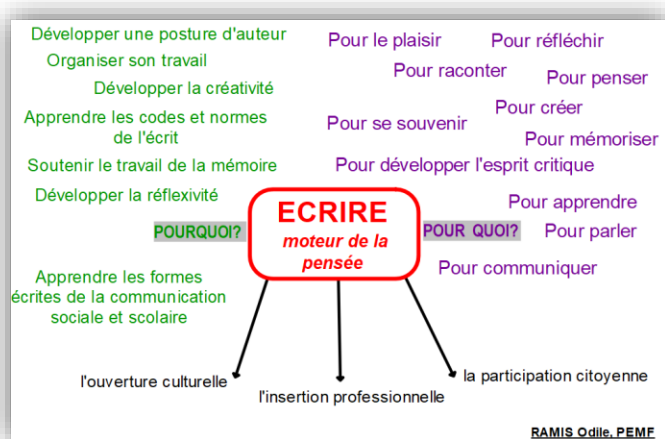 Développer une posture d'auteur
Organiser son travail
Développer la créativité
Apprendre les codes et normes
de l'écrit
Soutenir le travail de la mémoire
Développer la réflexivité
POURQUOI?
Apprendre les formes
écrites de la communication
sociale et scolaire
ECRIRE
moteur de la
pensée
Pour le plaisir
Pour réfléchir
Pour raconter
Pour penser
Pour créer
Pour se souvenir
Pour mémoriser
Pour développer l'esprit critique
Pour apprendre
POUR QUOI?
Pour parler
Pour communiquer
l'ouverture culturelle
l'insertion professionnelle
la participation citoyenne
RAMIS Odile, PEMF